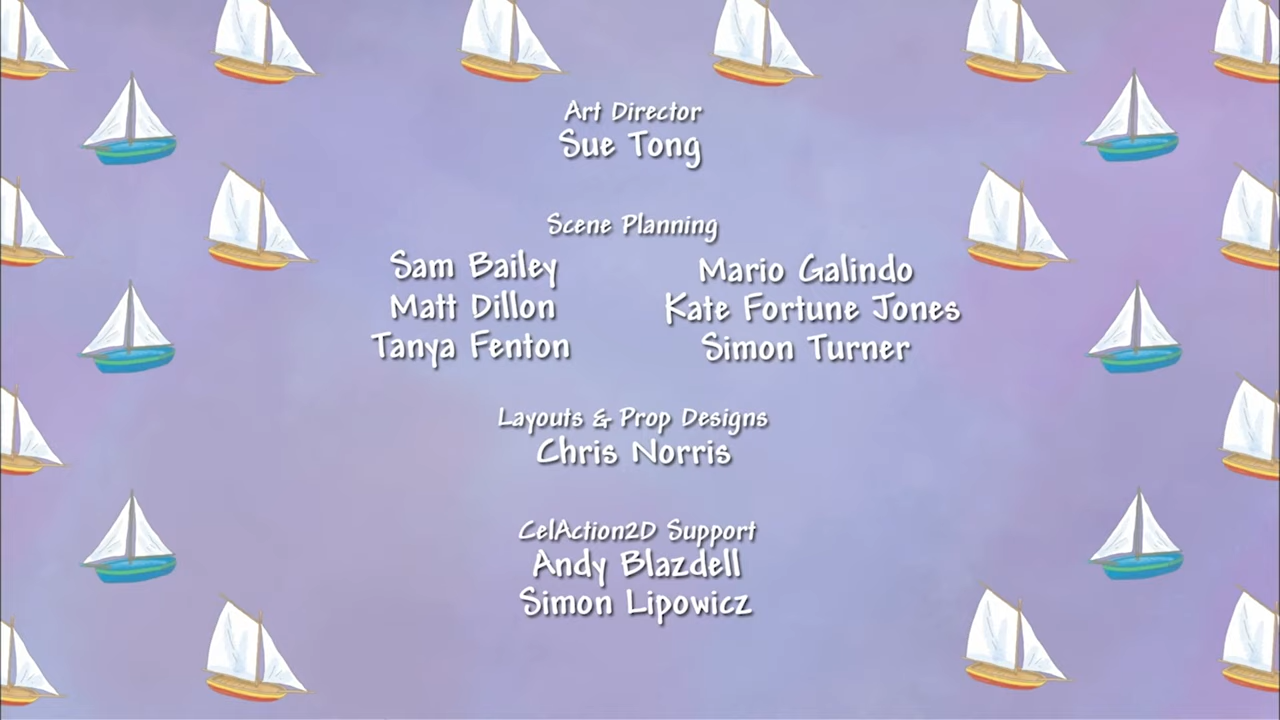 Art Director
Sue Tong
Scene Planning
Sam Bailey
Matt Dillon
Tanya Fenton
Mario Galindo
Kate Fortune Jones
Simon Turner
Layouts & Prop Designs
Chris Norris
CelAction2D Support
Andy Blazdell
Simon Lipowicz